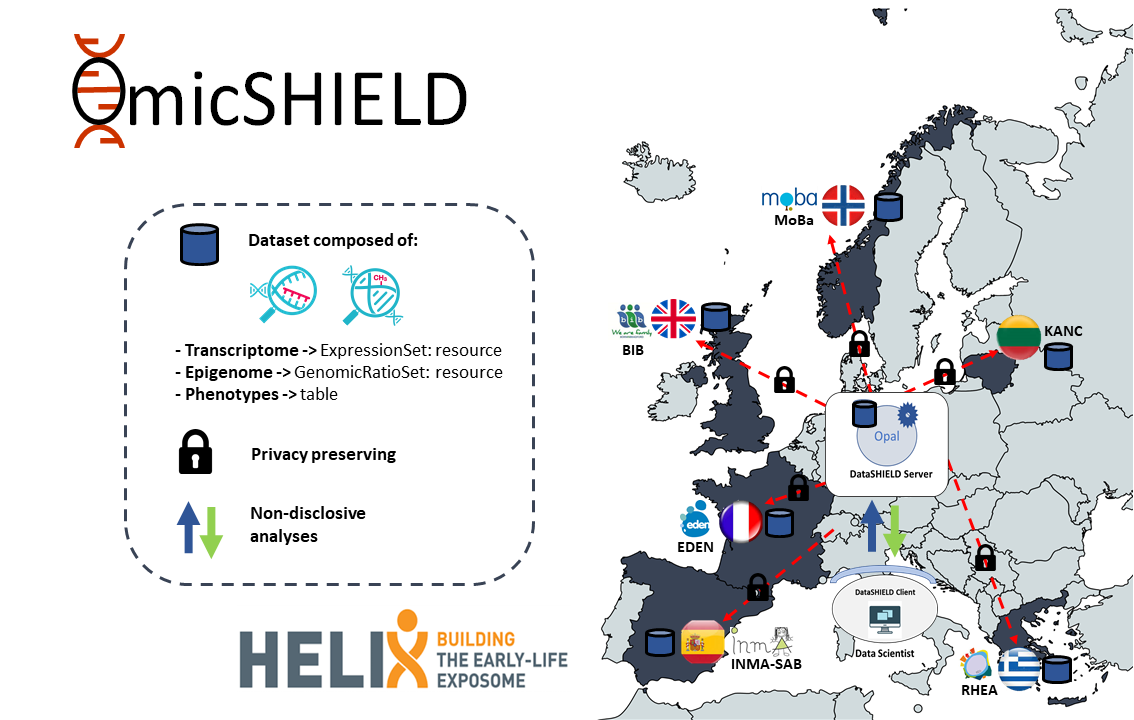 OmicSHIELD
Dataset composed of:
CH₃
- Transcriptome -> ExpressionSet: resource
- Epigenome -> GenomicRatioSet: resource
- Phenotypes -> table
Privacy preserving
Non-disclosive
analyses
HELIX
BUILDING
THE EARLY-LIFE
EXPOSOME
moba
MoBa
bib
We are family
BIB
KANC
Opal
DataSHIELD Server
eden
EDEN
DataSHIELD Client
Data Scientist
inma
INMA-SAB
RHEA